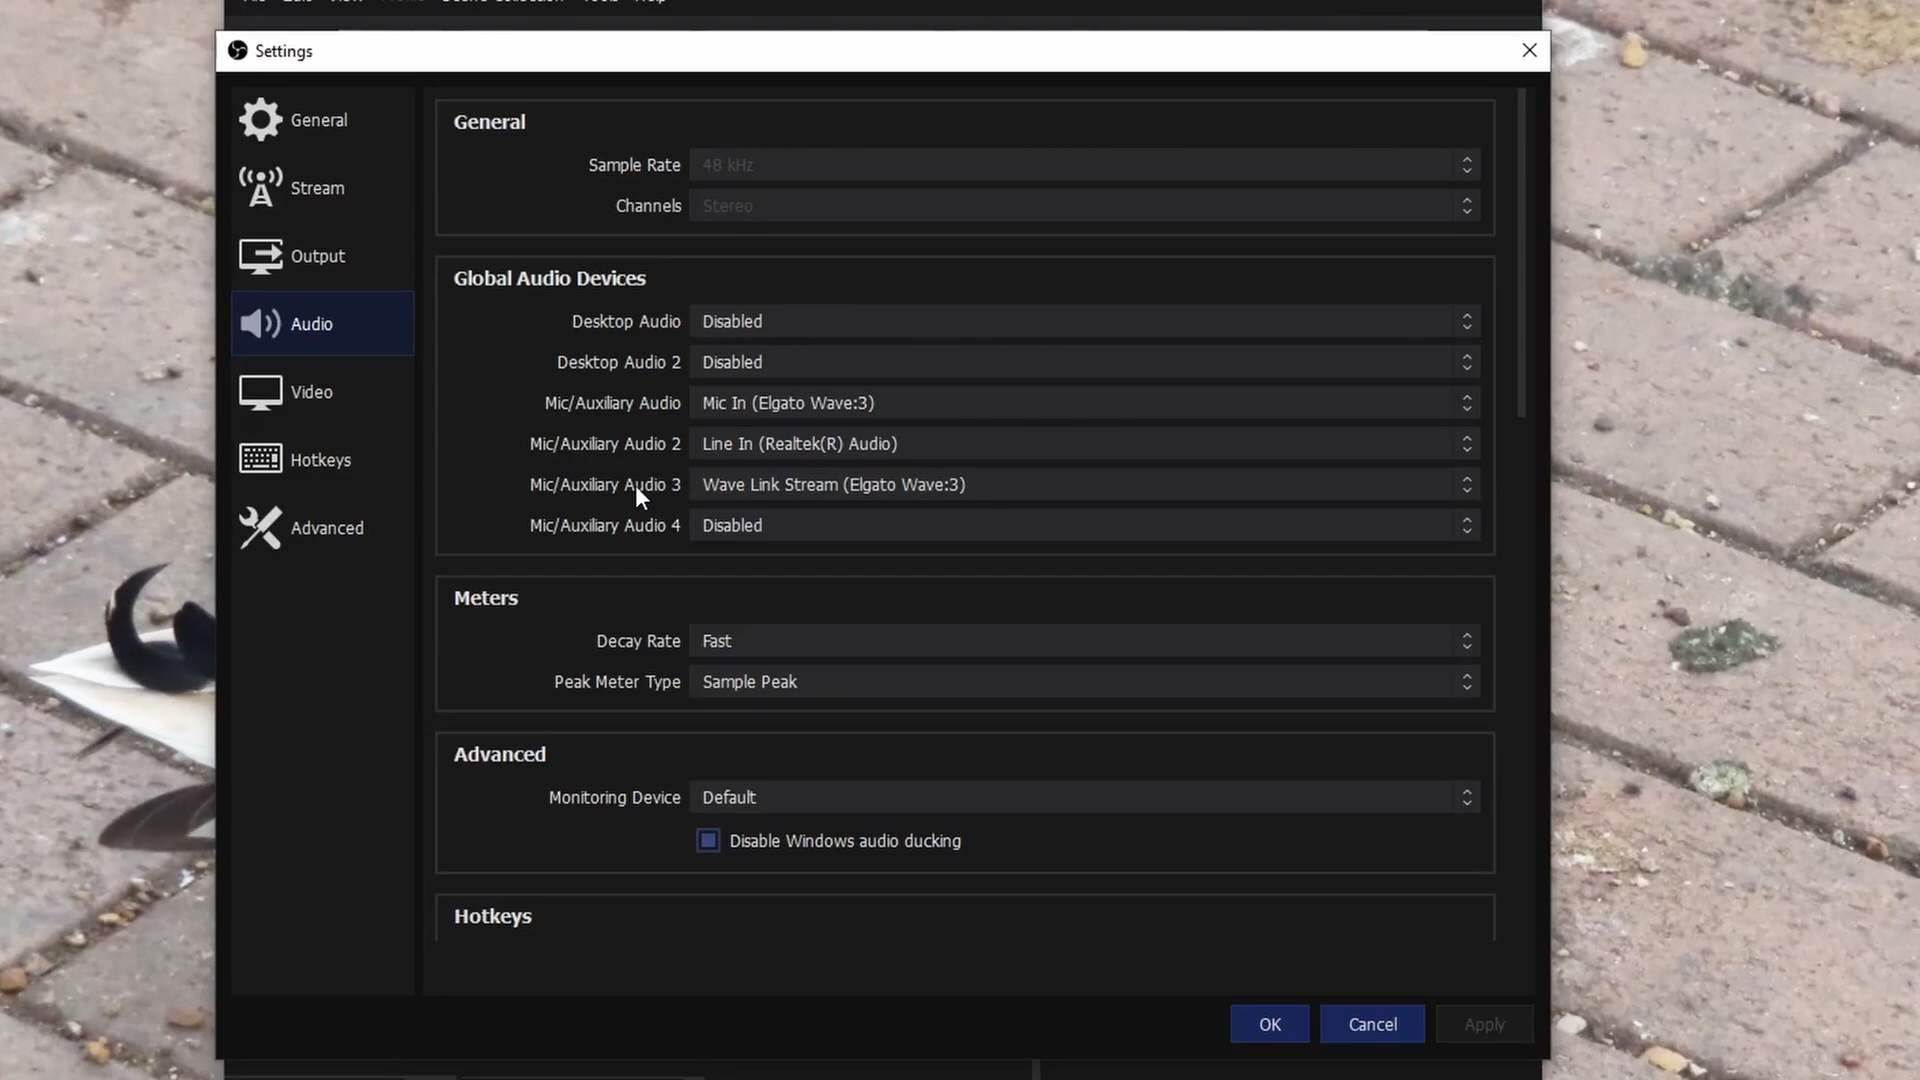 Settings
General
Stream
Output
Audio
Video
Hotkeys
Advanced
General
Sample Rate 48 kHz
Channels Stereo
Global Audio Devices
Desktop Audio Disabled
Desktop Audio 2 Disabled
Mic/Auxiliary Audio Mic In (Elgato Wave:3)
Mic/Auxiliary Audio 2 Line In (Realtek(R) Audio)
Mic/Auxiliary Audio 3 Wave Link Stream (Elgato Wave:3)
Mic/Auxiliary Audio 4 Disabled
Meters
Decay Rate Fast
Peak Meter Type Sample Peak
Advanced
Monitoring Device Default
Disable Windows audio ducking
Hotkeys
OK Cancel Apply